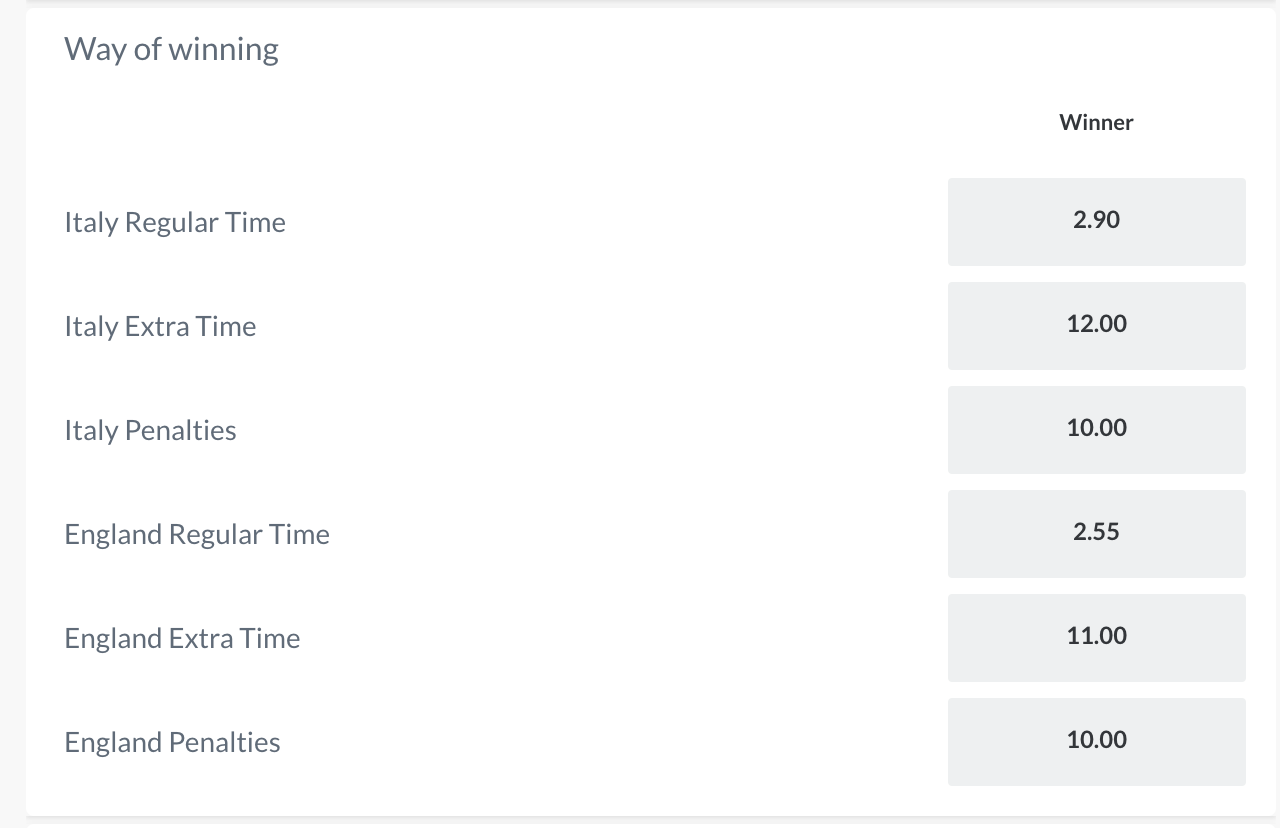 Way of winning
Winner
Italy Regular Time 2.90
Italy Extra Time 12.00
Italy Penalties 10.00
England Regular Time 2.55
England Extra Time 11.00
England Penalties 10.00